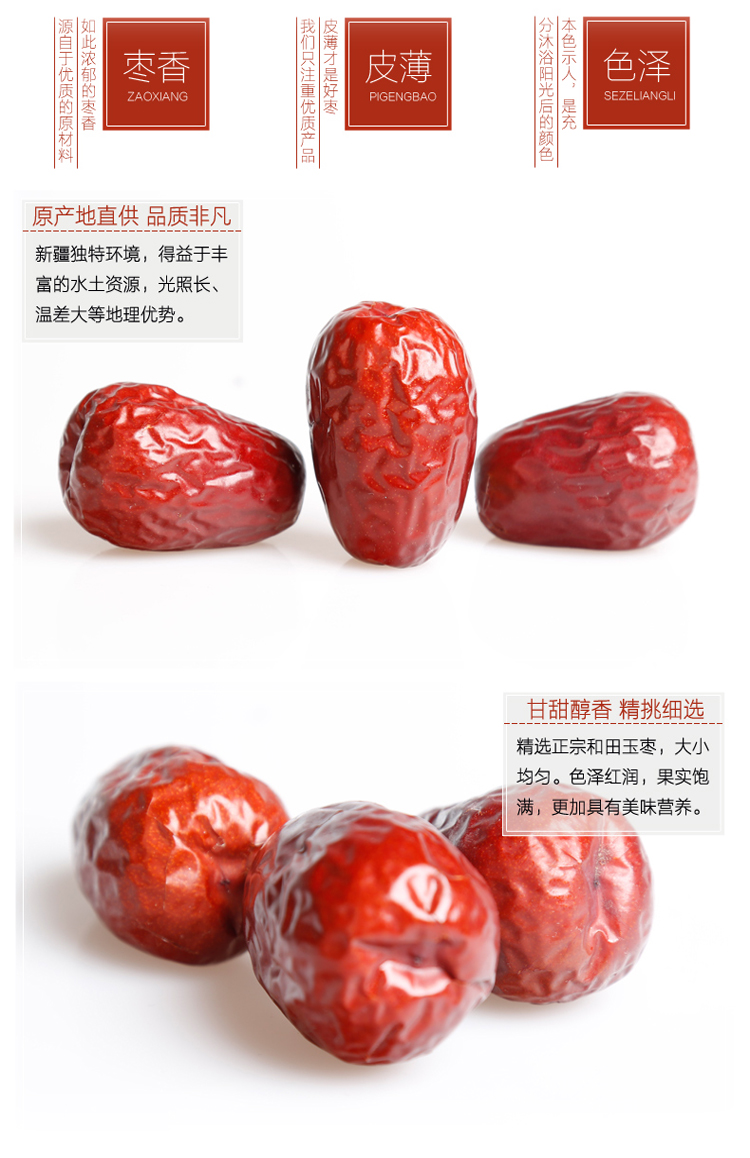 如此浓郁的枣香
源自于优质的原材料
枣香
ZAOXIANG
皮薄才是好枣
我们只注重优质产品
皮薄
PIGENGBAO
本色示人，是充
分沐浴阳光后的颜色
色泽
SEZELIANGLI
原产地直供 品质非凡
新疆独特环境，得益于丰
富的水土资源，光照长、
温差大等地理优势。
甘甜醇香 精挑细选
精选正宗和田玉枣，大小
均匀。色泽红润，果实饱
满，更加具有美味营养。